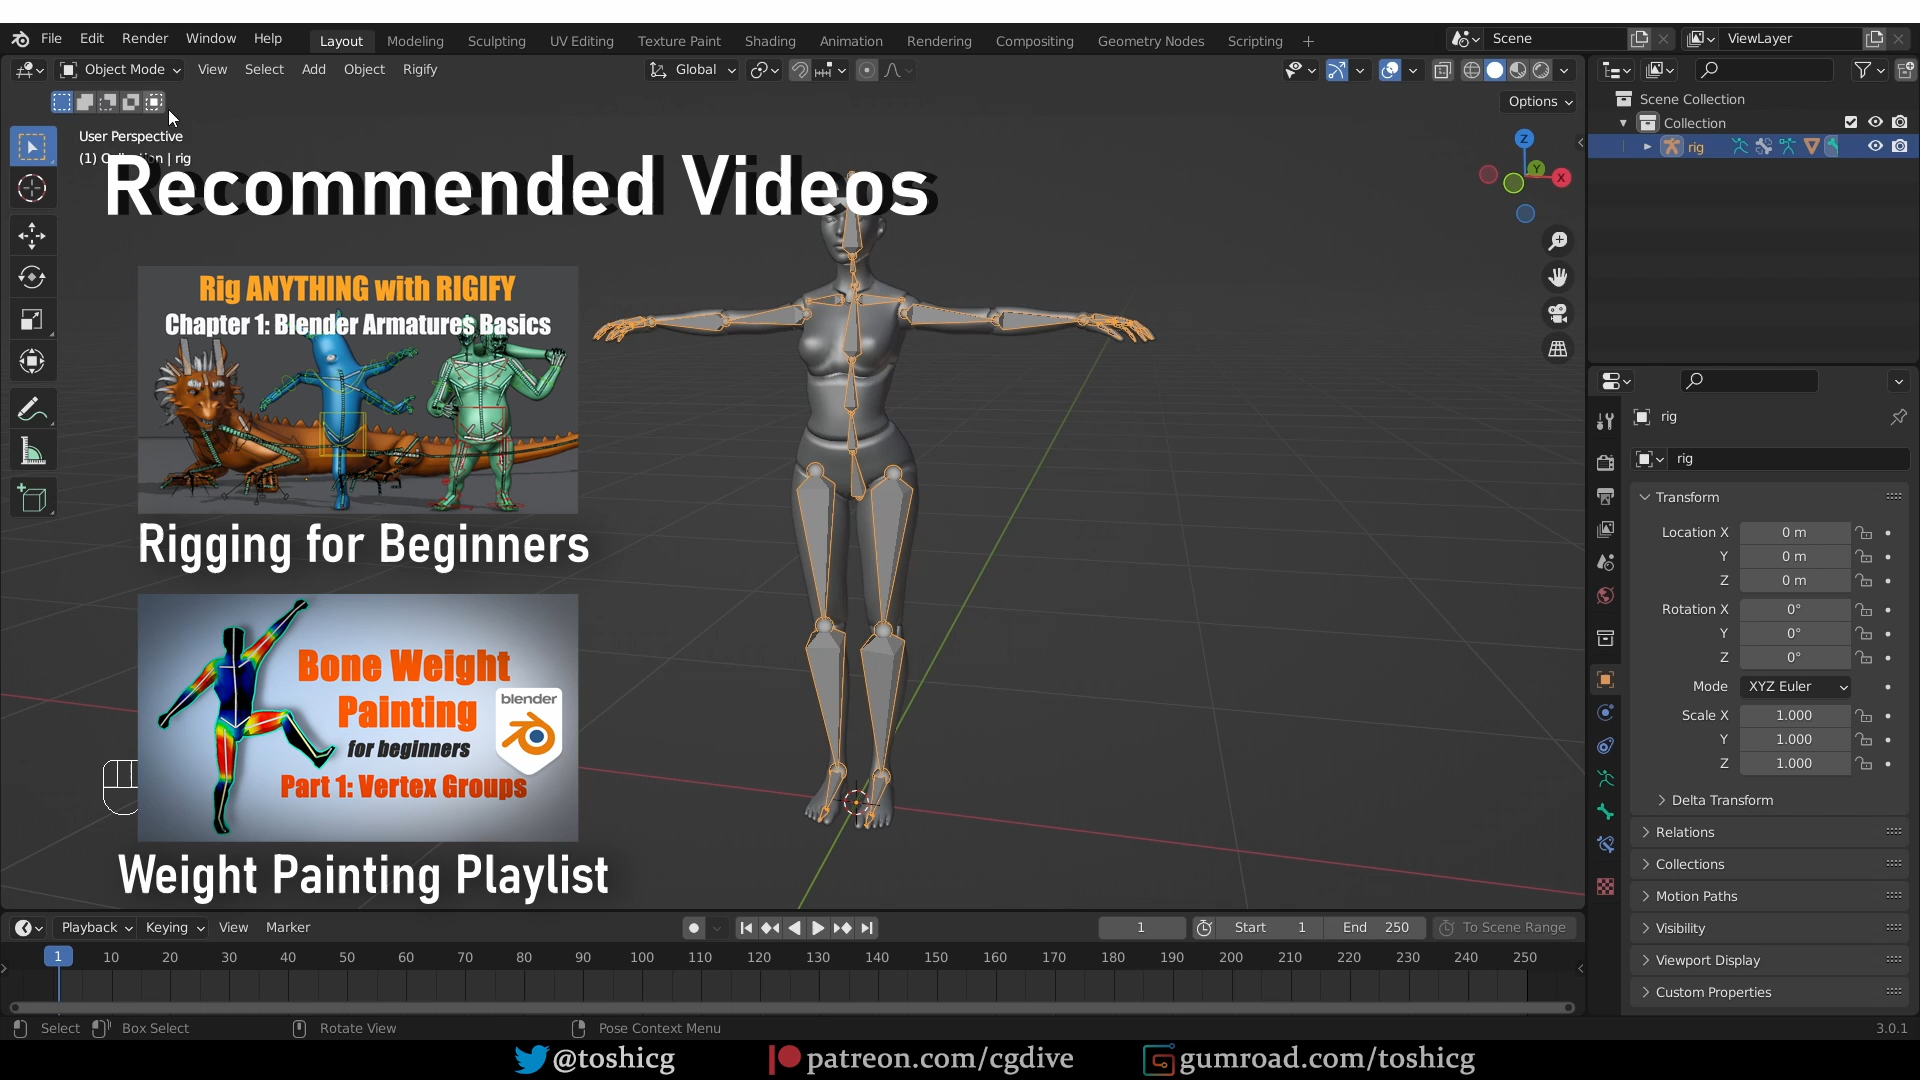 File Edit Render Window Help
Layout Modeling Sculpting UV Editing Texture Paint Shading Animation Rendering Compositing Geometry Nodes Scripting +
Scene
ViewLayer
Object Mode View Select Add Object Rigify
Global
Options
User Perspective
rig
Z
Y
X
Recommended Videos
Rig ANYTHING with RIGIFY
Chapter 1: Blender Armatures Basics
Rigging for Beginners
Bone Weight
Painting
for beginners
Part 1: Vertex Groups
blender
Weight Painting Playlist
Scene Collection
Collection
rig
rig
rig
Transform
Location X 0 m
Y 0 m
Z 0 m
Rotation X 0°
Y 0°
Z 0°
Mode XYZ Euler
Scale X 1.000
Y 1.000
Z 1.000
Delta Transform
Relations
Collections
Motion Paths
Visibility
Viewport Display
Custom Properties
Playback Keying View Marker
1
Start 1 End 250
To Scene Range
1 10 20 30 40 50 60 70 80 90 100 110 120 130 140 150 160 170 180 190 200 210 220 230 240 250
Select Box Select Rotate View Pose Context Menu 3.0.1
@toshicg patreon.com/cgdive gumroad.com/toshicg